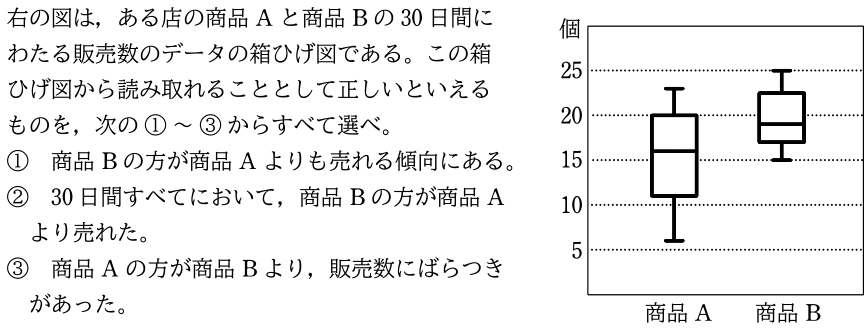 右の図は，ある店の商品 A と商品 B の 30 日間に
わたる販売数のデータの箱ひげ図である。この箱
ひげ図から読み取れることとして正しいといえる
ものを，次の ① ～ ③ からすべて選べ。
① 商品 B の方が商品 A よりも売れる傾向にある。
② 30 日間すべてにおいて，商品 B の方が商品 A
より売れた。
③ 商品 A の方が商品 B より，販売数にばらつき
があった。
個
25
20
15
10
5
商品 A 商品 B